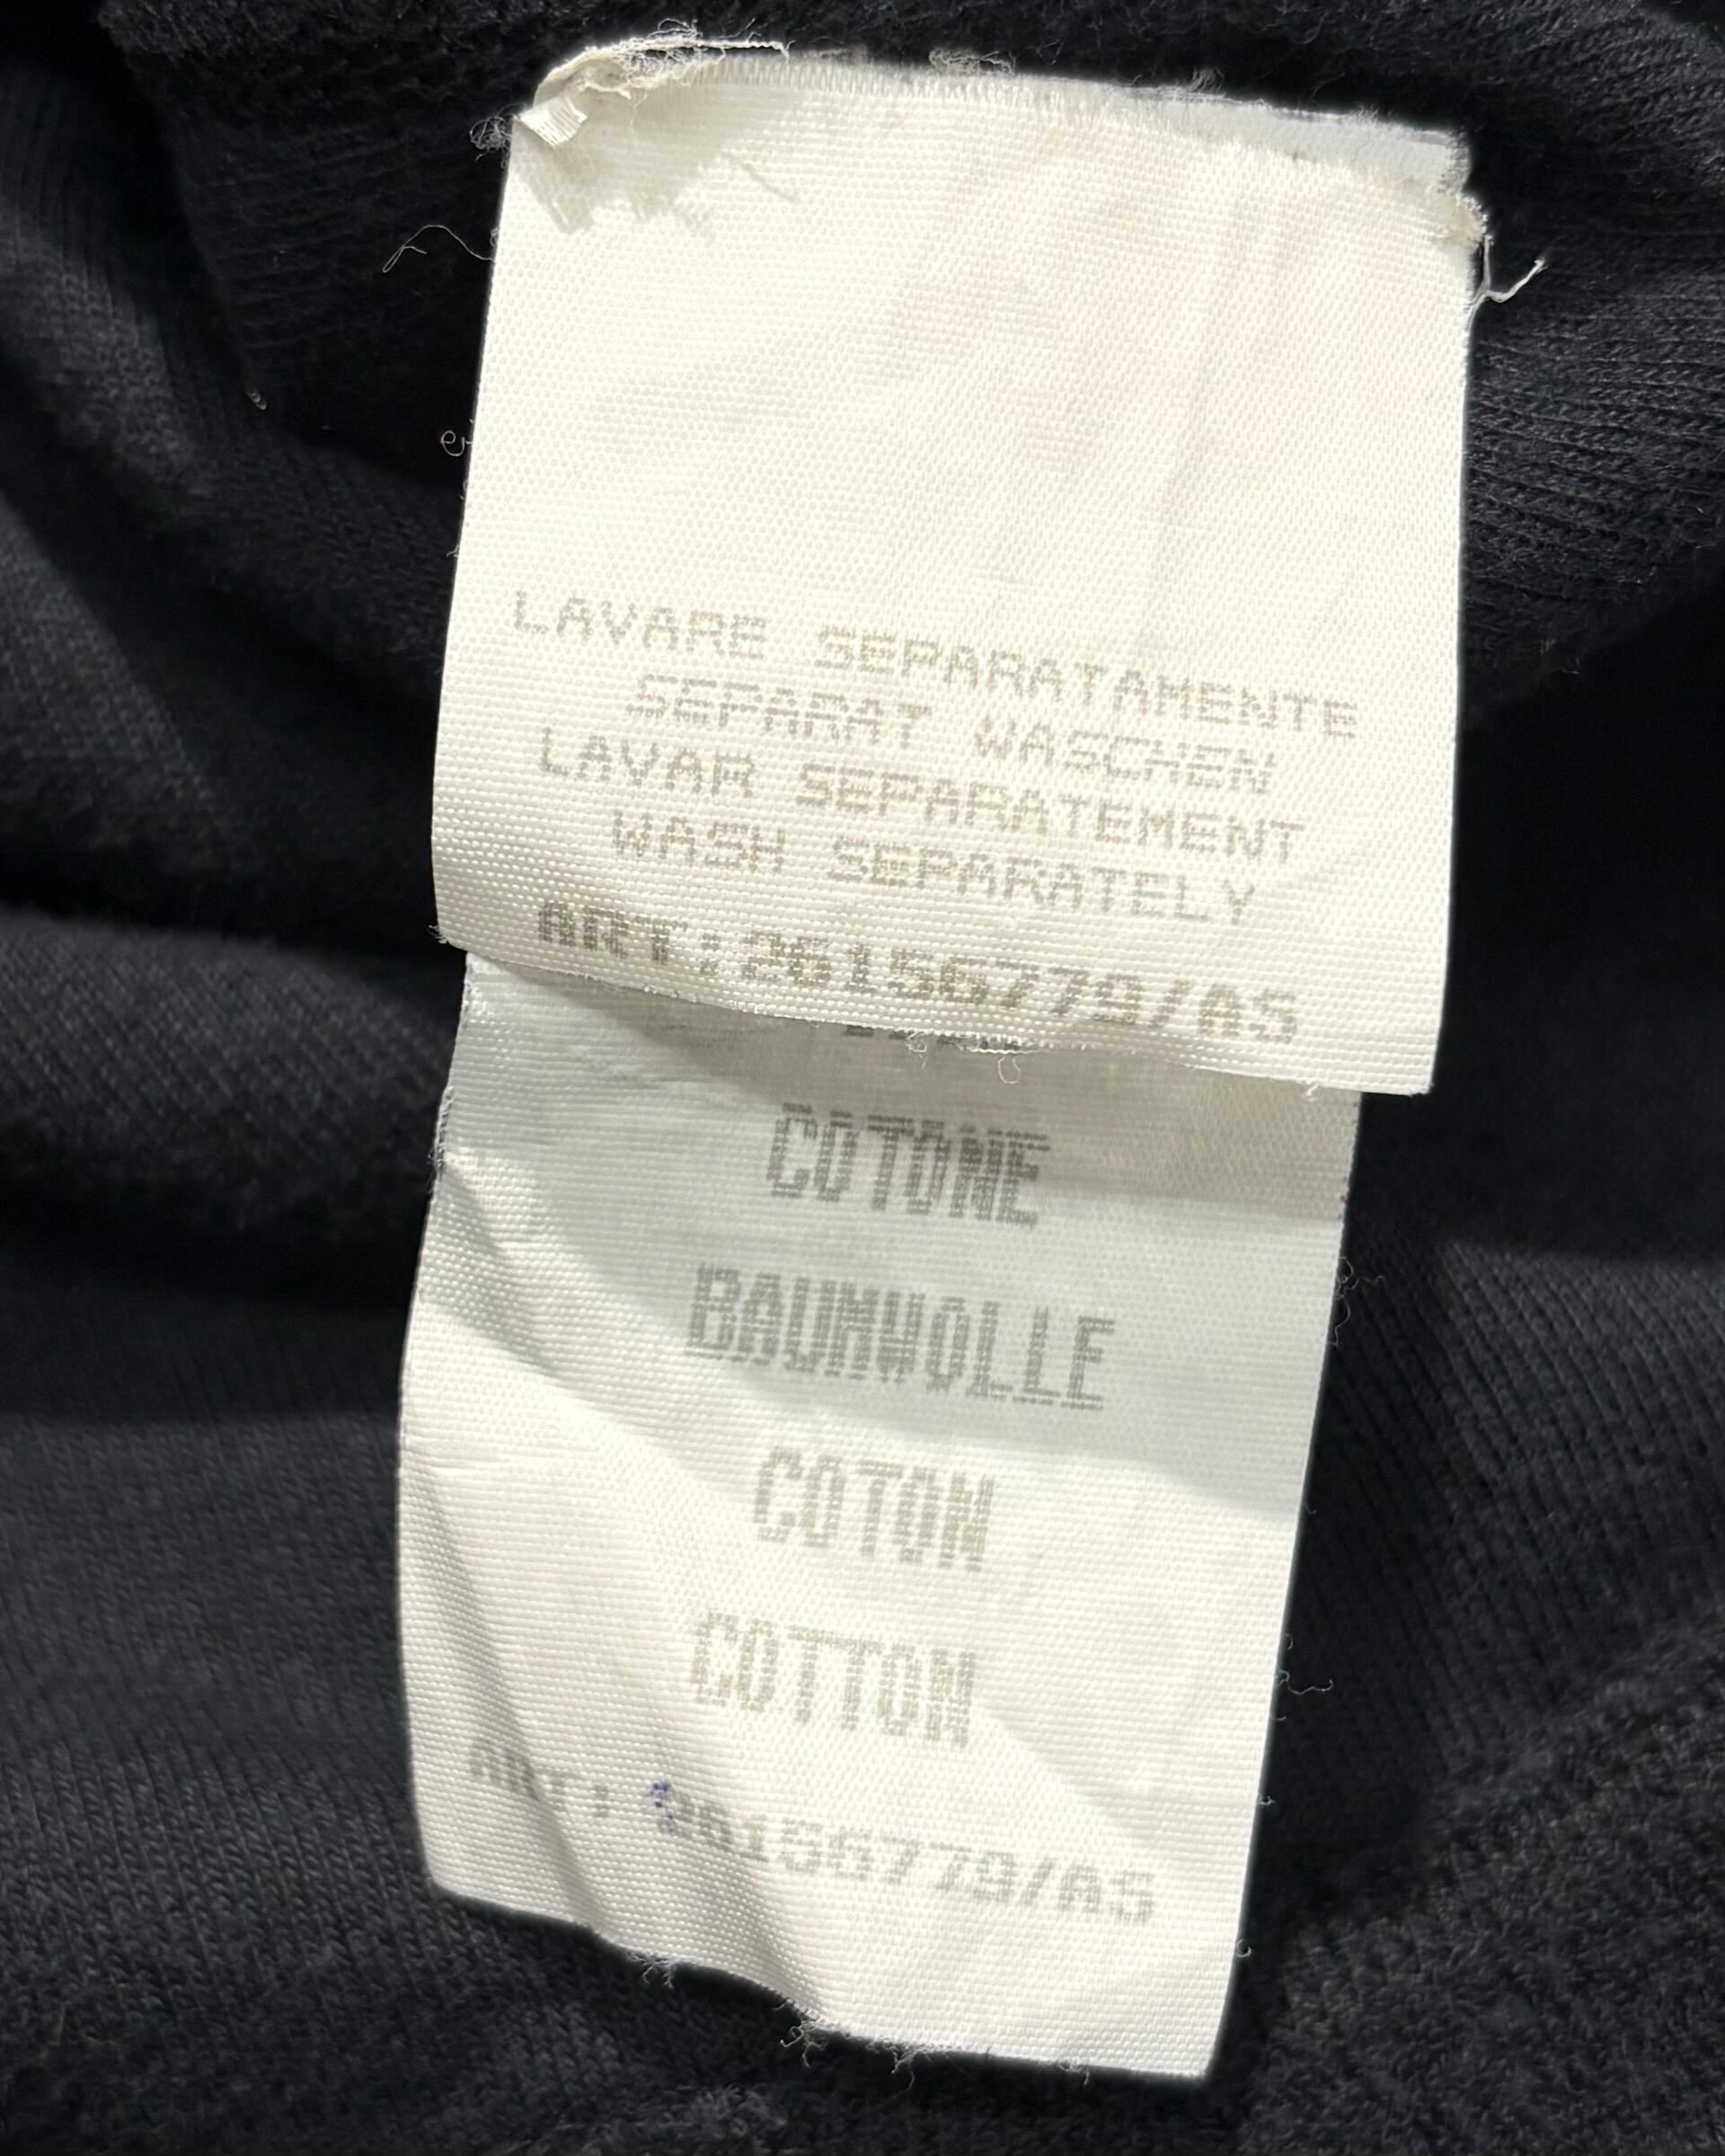 LAVARE SEPARATAMENTE
SEPARAT WASCHEN
LAVAR SEPARATEMENT
WASH SEPARATELY
ART:26156779/AS
COTONE
BAUMWOLLE
COTON
COTTON
ART: 26156779/AS